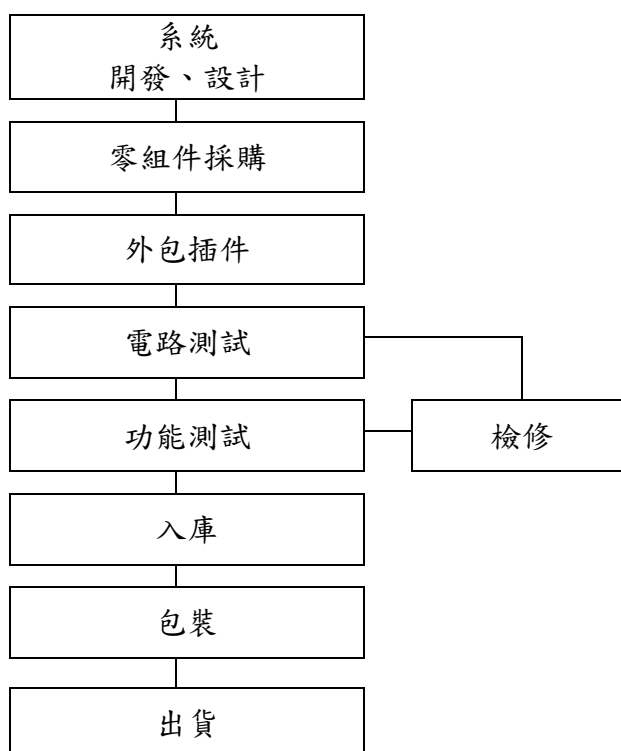 系統
開發、設計
零組件採購
外包插件
電路測試
功能測試
檢修
入庫
包裝
出貨